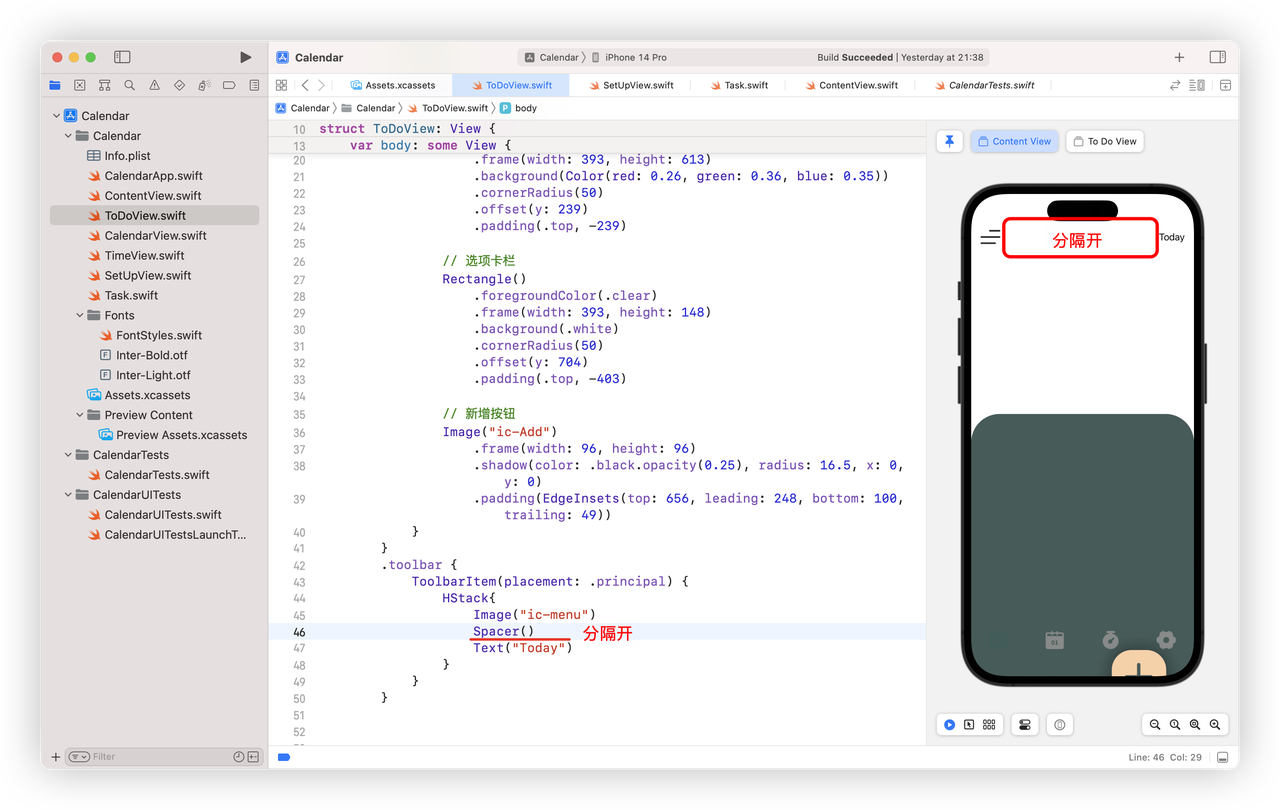 Calendar
Calendar 〉 iPhone 14 Pro
Build Succeeded | Yesterday at 21:38
Assets.xcassets
ToDoView.swift
SetUpView.swift
Task.swift
ContentView.swift
CalendarTests.swift
Calendar 〉 Calendar 〉 ToDoView.swift 〉 P body
Calendar
Calendar
Info.plist
CalendarApp.swift
ContentView.swift
ToDoView.swift
CalendarView.swift
TimeView.swift
SetUpView.swift
Task.swift
Fonts
FontStyles.swift
Inter-Bold.otf
Inter-Light.otf
Assets.xcassets
Preview Content
Preview Assets.xcassets
CalendarTests
CalendarTests.swift
CalendarUITests
CalendarUITests.swift
CalendarUITestsLaunchT...
Filter
10 struct ToDoView: View {
13 var body: some View {
20 .frame(width: 393, height: 613)
21 .background(Color(red: 0.26, green: 0.36, blue: 0.35))
22 .cornerRadius(50)
23 .offset(y: 239)
24 .padding(.top, -239)
25
26 // 选项卡栏
27 Rectangle()
28 .foregroundColor(.clear)
29 .frame(width: 393, height: 148)
30 .background(.white)
31 .cornerRadius(50)
32 .offset(y: 704)
33 .padding(.top, -403)
34
35 // 新增按钮
36 Image("ic-Add")
37 .frame(width: 96, height: 96)
38 .shadow(color: .black.opacity(0.25), radius: 16.5, x: 0,
y: 0)
39 .padding(EdgeInsets(top: 656, leading: 248, bottom: 100,
trailing: 49))
40 }
41 }
42 .toolbar {
43 ToolbarItem(placement: .principal) {
44 HStack{
45 Image("ic-menu")
46 Spacer() 分隔开
47 Text("Today")
48 }
49 }
50 }
51
52
Content View
To Do View
分隔开
Today
01
Line: 46 Col: 29